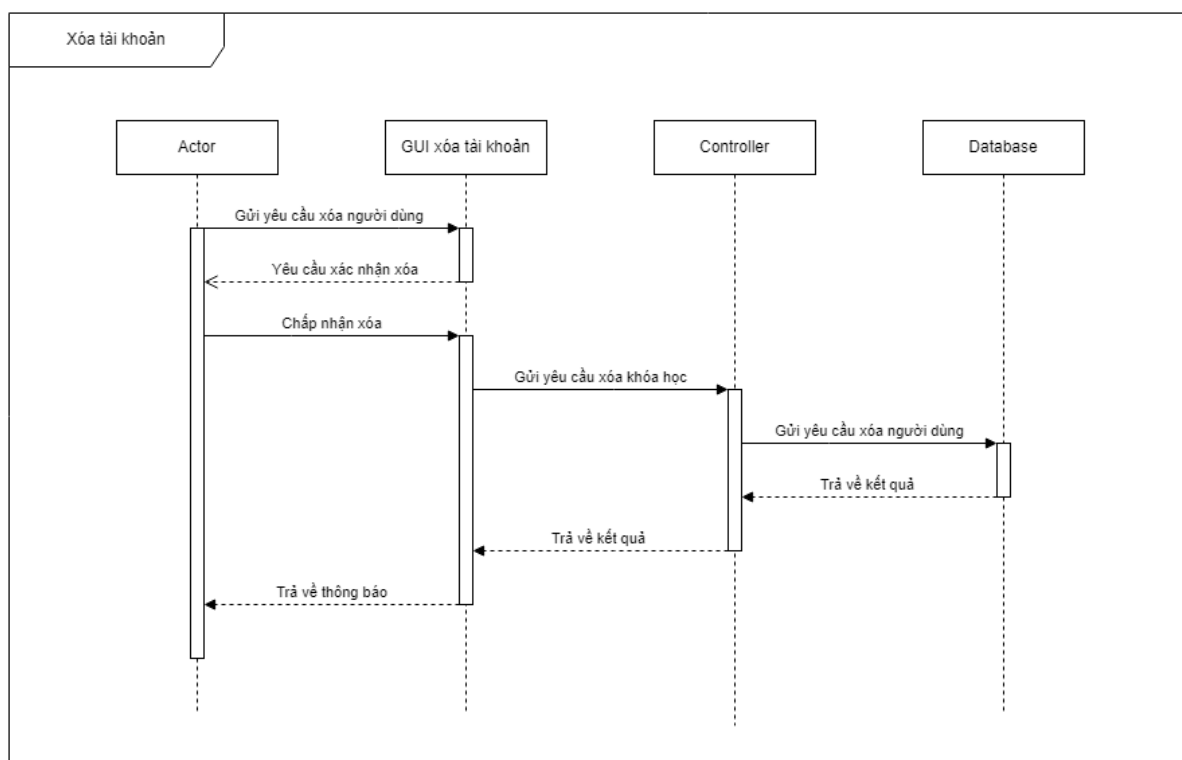 Xóa tài khoản
Actor
GUI xóa tài khoản
Controller
Database
Gửi yêu cầu xóa người dùng
Yêu cầu xác nhận xóa
Chấp nhận xóa
Gửi yêu cầu xóa khóa học
Gửi yêu cầu xóa người dùng
Trả về kết quả
Trả về kết quả
Trả về thông báo